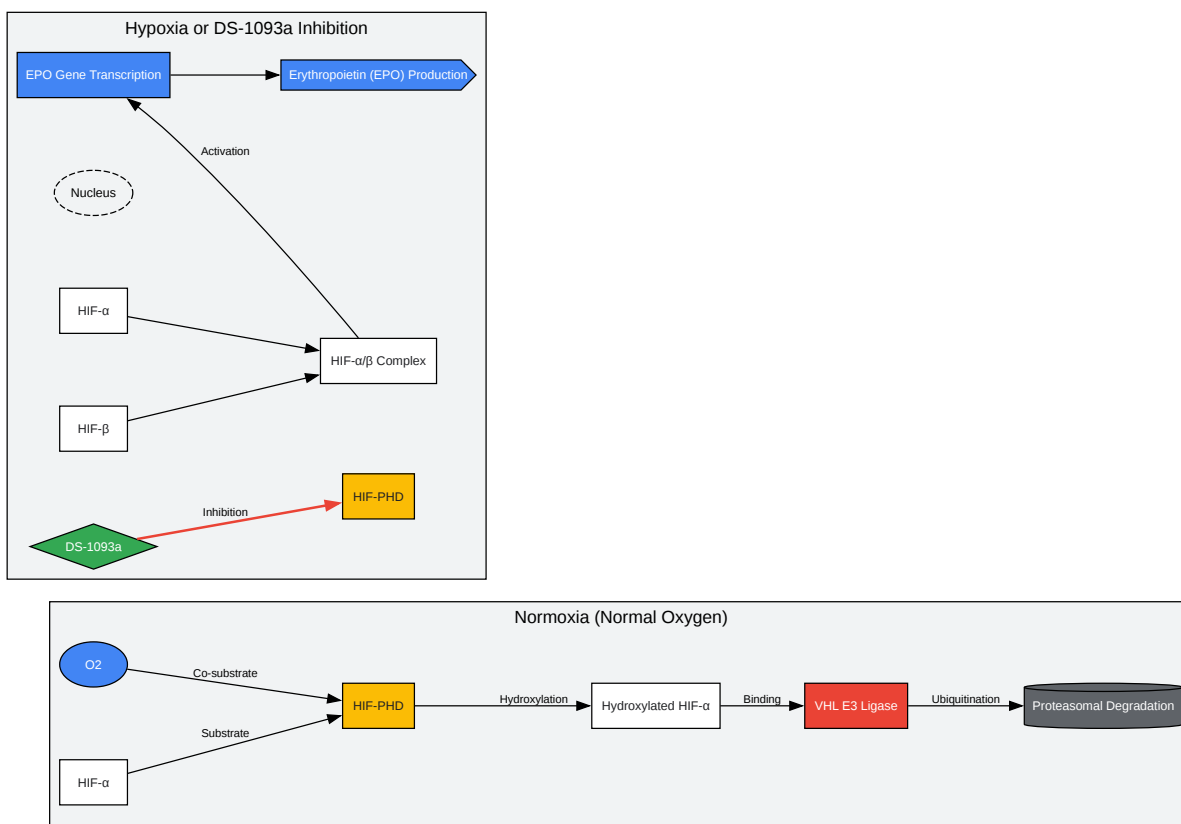 Hypoxia or DS-1093a Inhibition
EPO Gene Transcription
Erythropoietin (EPO) Production
Activation
Nucleus
HIF-α
HIF-α/β Complex
HIF-β
HIF-PHD
Inhibition
DS-1093a
Normoxia (Normal Oxygen)
O2
Co-substrate
HIF-PHD
Hydroxylation
Hydroxylated HIF-α
Binding
VHL E3 Ligase
Ubiquitination
Proteasomal Degradation
Substrate
HIF-α